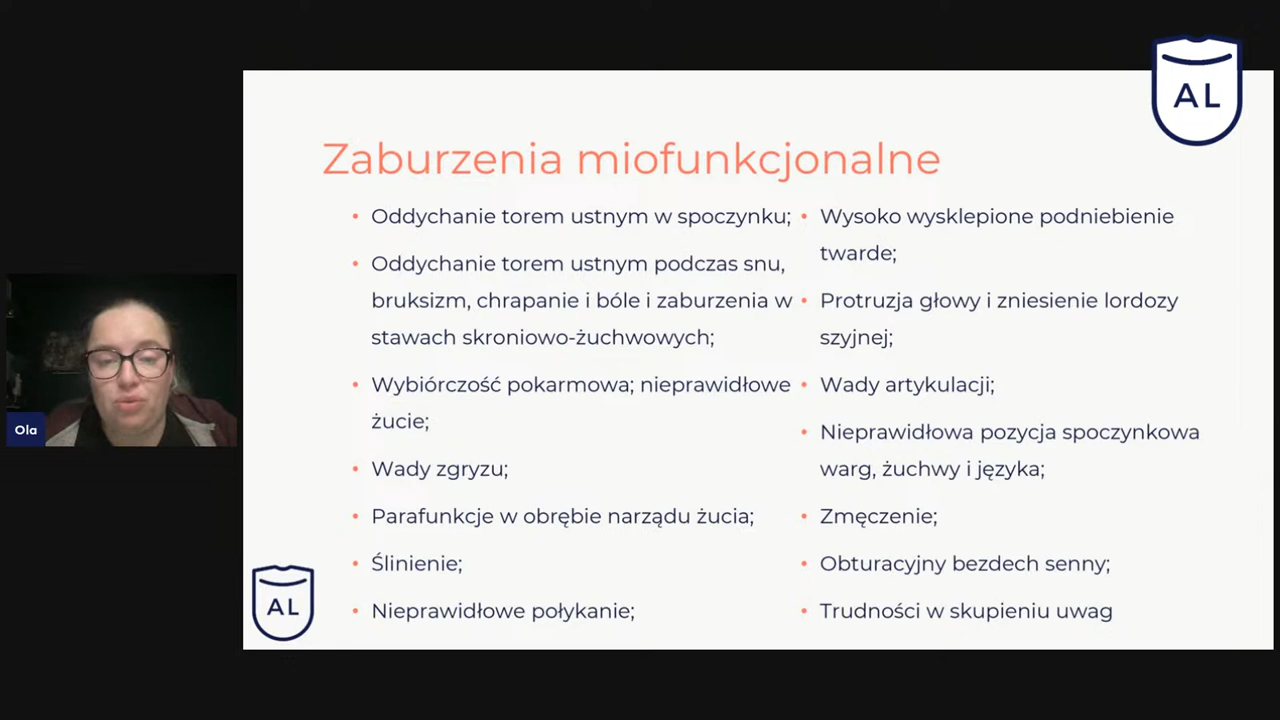 AL
Zaburzenia miofunkcjonalne
• Oddychanie torem ustnym w spoczynku;
• Oddychanie torem ustnym podczas snu,
bruksizm, chrapanie i bóle i zaburzenia w
stawach skroniowo-żuchwowych;
• Wybiórczość pokarmowa; nieprawidłowe
żucie;
• Wady zgryzu;
• Parafunkcje w obrębie narządu żucia;
• Ślinienie;
• Nieprawidłowe połykanie;
• Wysoko wysklepione podniebienie
twarde;
• Protruzja głowy i zniesienie lordozy
szyjnej;
• Wady artykulacji;
• Nieprawidłowa pozycja spoczynkowa
warg, żuchwy i języka;
• Zmęczenie;
• Obturacyjny bezdech senny;
• Trudności w skupieniu uwag
Ola
AL